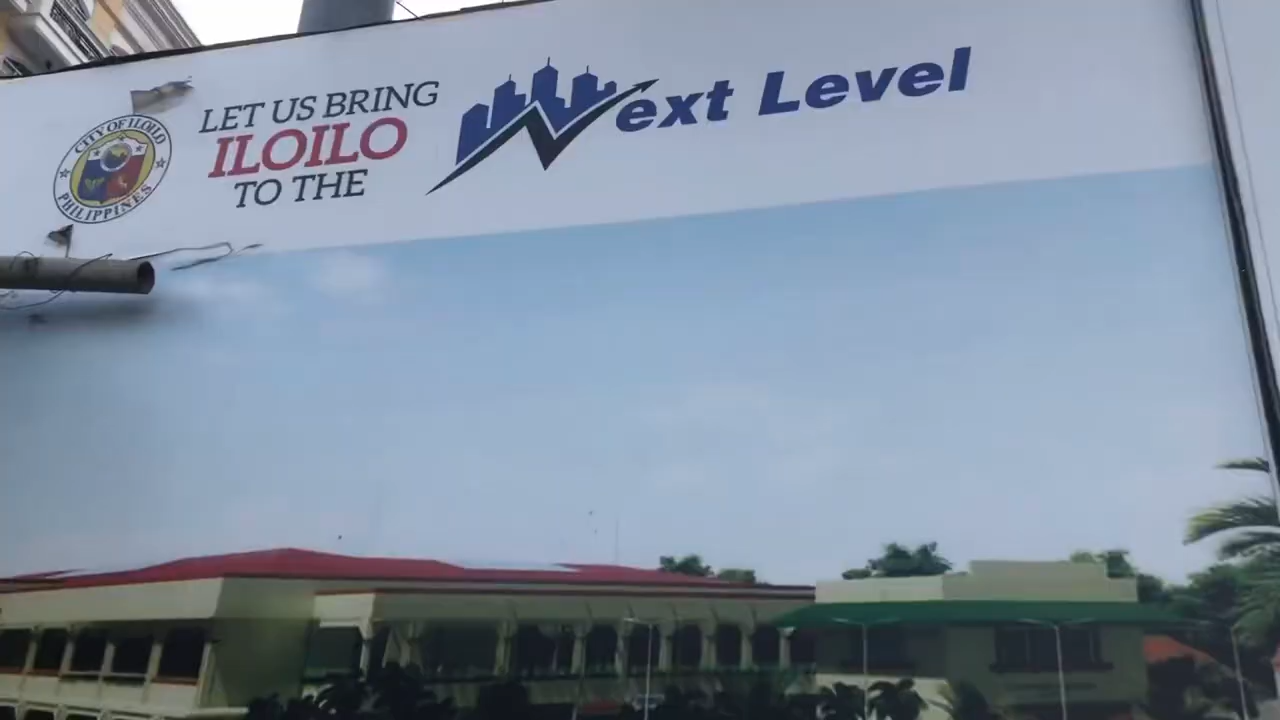 CITY OF ILOILO
PHILIPPINES
LET US BRING
ILOILO
TO THE
Next Level